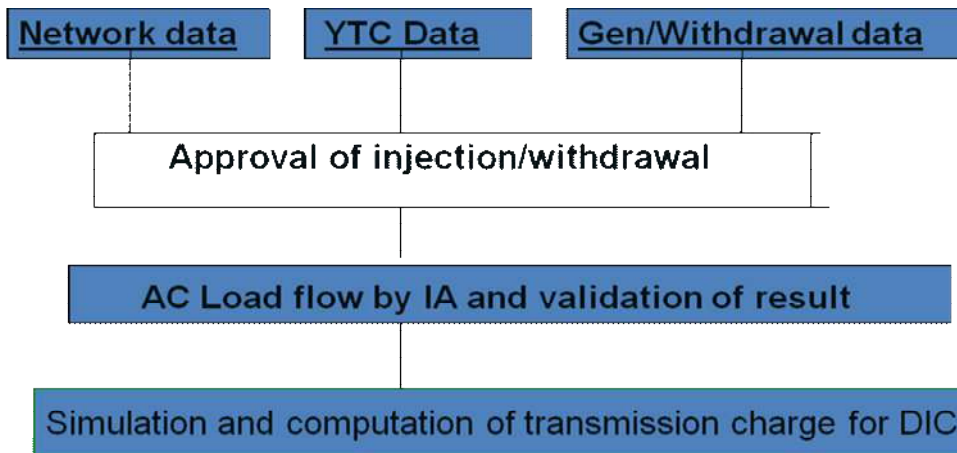 Network data
YTC Data
Gen/Withdrawal data
Approval of injection/withdrawal
AC Load flow by IA and validation of result
Simulation and computation of transmission charge for DIC